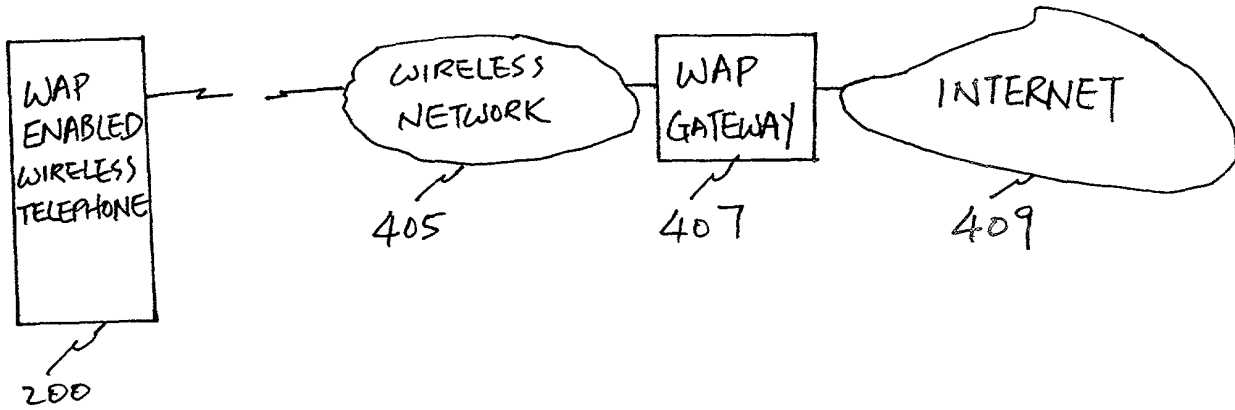 WAP
ENABLED
WIRELESS
TELEPHONE
WIRELESS
NETWORK
WAP
GATEWAY
INTERNET
200
405
407
409